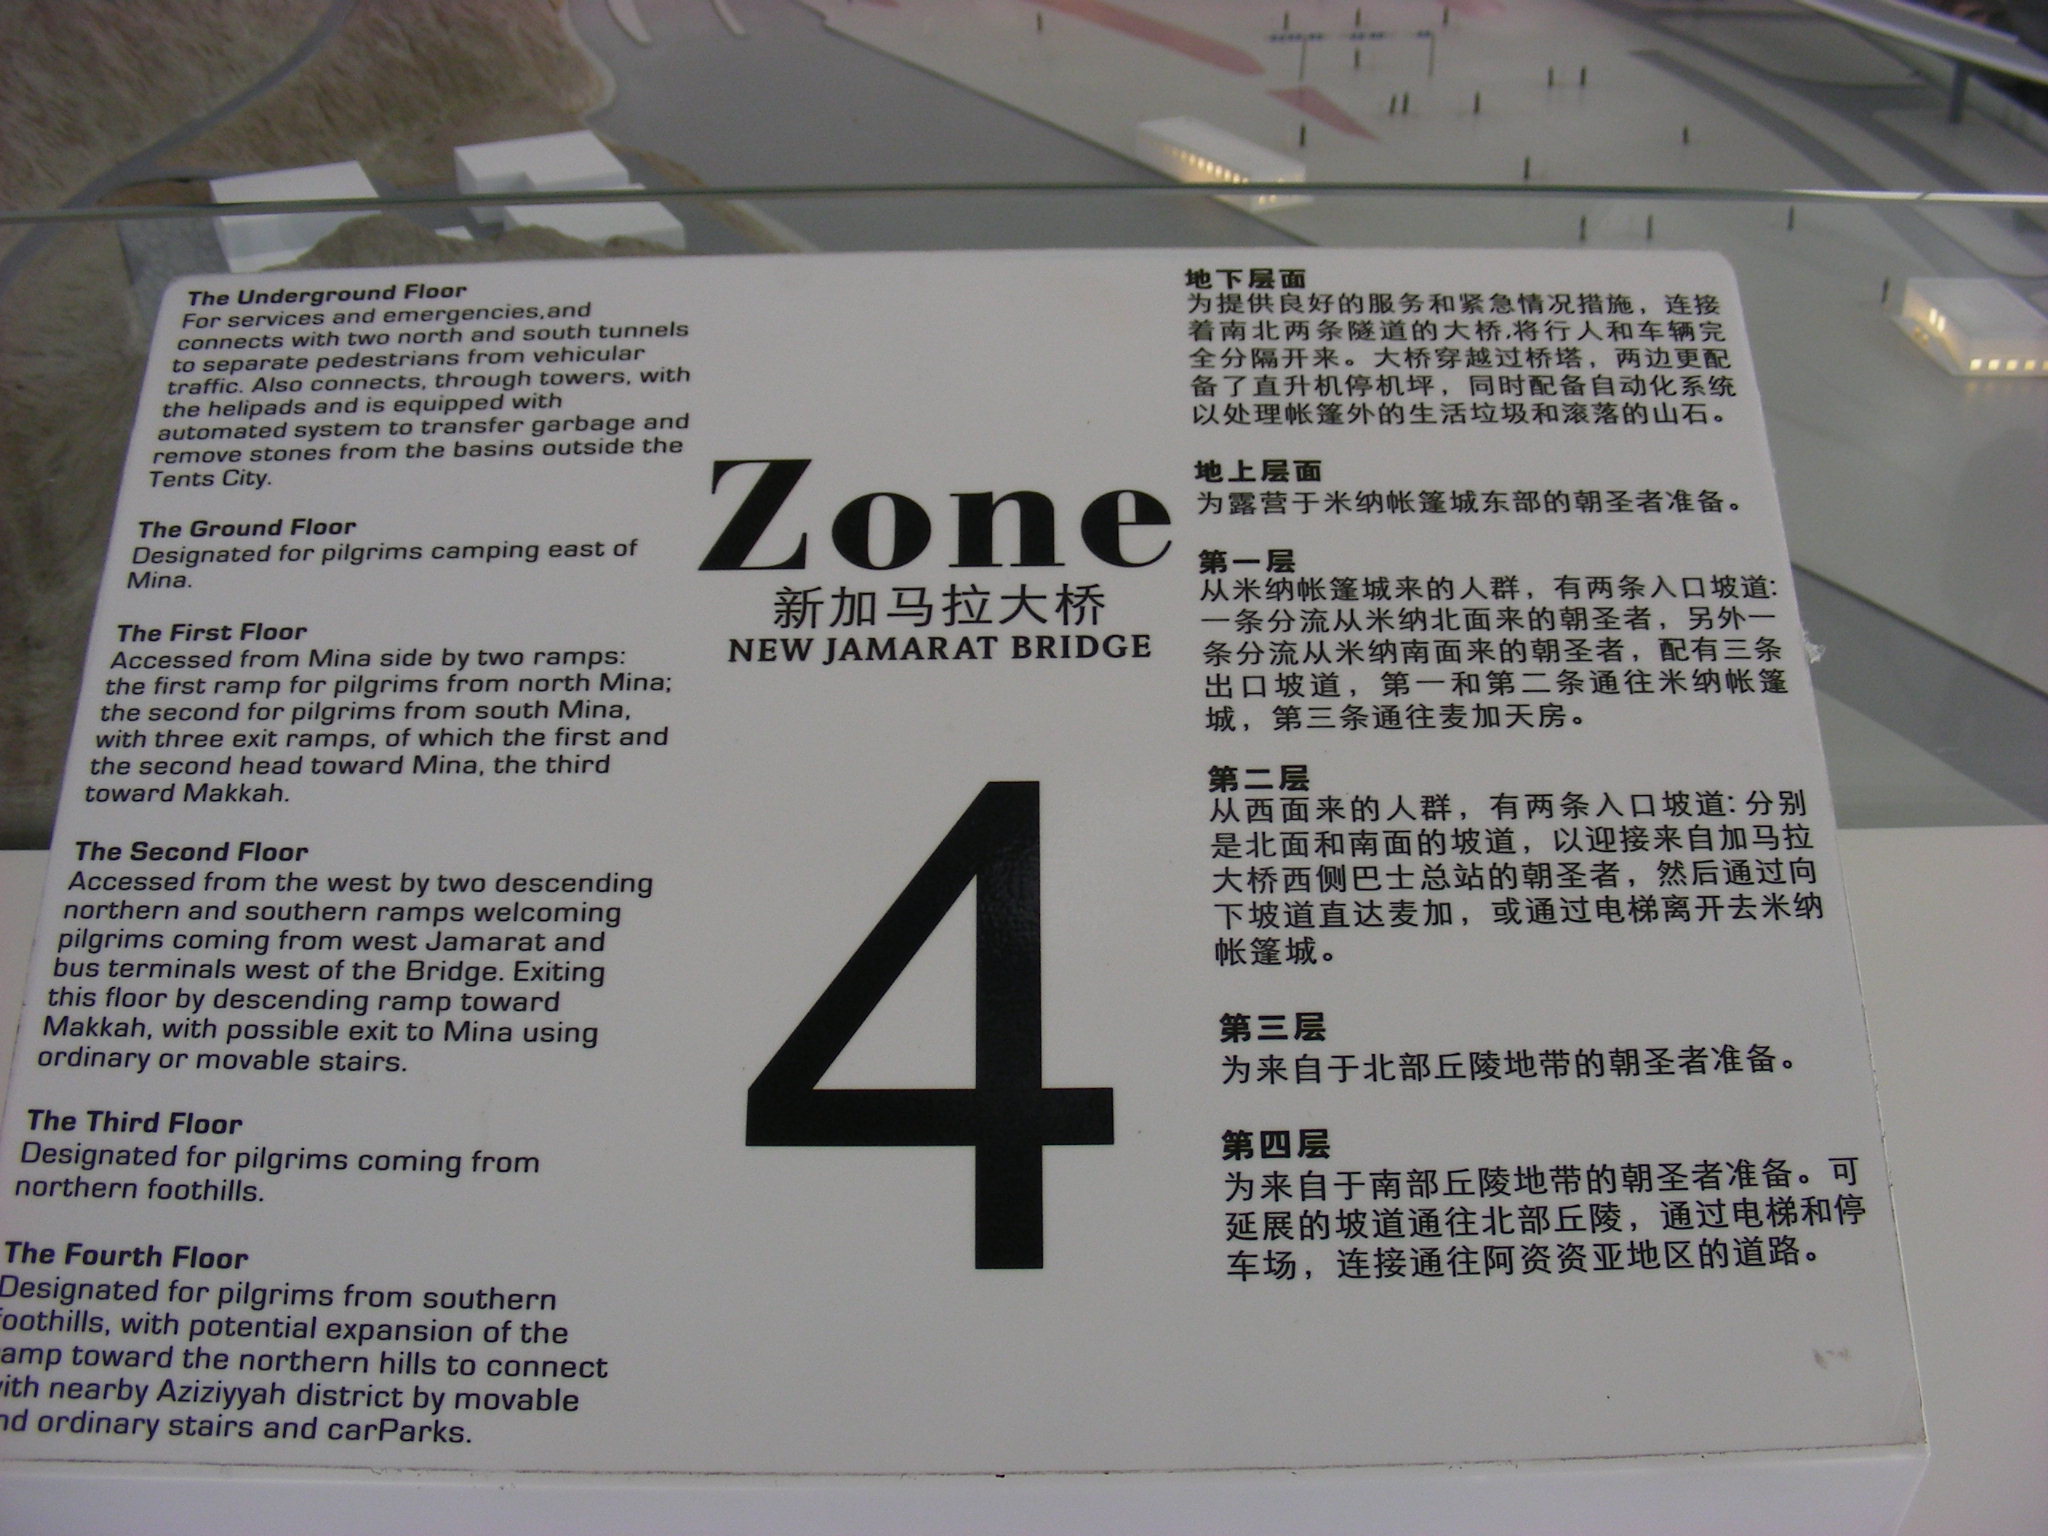 The Underground Floor
For services and emergencies,and
connects with two north and south tunnels
to separate pedestrians from vehicular
traffic. Also connects, through towers, with
the helipads and is equipped with
automated system to transfer garbage and
remove stones from the basins outside the
Tents City.
The Ground Floor
Designated for pilgrims camping east of
Mina.
The First Floor
Accessed from Mina side by two ramps:
the first ramp for pilgrims from north Mina;
the second for pilgrims from south Mina,
with three exit ramps, of which the first and
the second head toward Mina, the third
toward Makkah.
The Second Floor
Accessed from the west by two descending
northern and southern ramps welcoming
pilgrims coming from west Jamarat and
bus terminals west of the Bridge. Exiting
this floor by descending ramp toward
Makkah, with possible exit to Mina using
ordinary or movable stairs.
The Third Floor
Designated for pilgrims coming from
northern foothills.
The Fourth Floor
Designated for pilgrims from southern
foothills, with potential expansion of the
ramp toward the northern hills to connect
with nearby Aziziyyah district by movable
nd ordinary stairs and carParks.
Zone
新加马拉大桥
NEW JAMARAT BRIDGE
4
地下层面
为提供良好的服务和紧急情况措施，连接
着南北两条隧道的大桥,将行人和车辆完
全分隔开来。大桥穿越过桥塔，两边更配
备了直升机停机坪，同时配备自动化系统
以处理帐篷外的生活垃圾和滚落的山石。
地上层面
为露营于米纳帐篷城东部的朝圣者准备。
第一层
从米纳帐篷城来的人群，有两条入口坡道:
一条分流从米纳北面来的朝圣者，另外一
条分流从米纳南面来的朝圣者，配有三条
出口坡道，第一和第二条通往米纳帐篷
城，第三条通往麦加天房。
第二层
从西面来的人群，有两条入口坡道: 分别
是北面和南面的坡道，以迎接来自加马拉
大桥西侧巴士总站的朝圣者，然后通过向
下坡道直达麦加，或通过电梯离开去米纳
帐篷城。
第三层
为来自于北部丘陵地带的朝圣者准备。
第四层
为来自于南部丘陵地带的朝圣者准备。可
延展的坡道通往北部丘陵，通过电梯和停
车场，连接通往阿资资亚地区的道路。